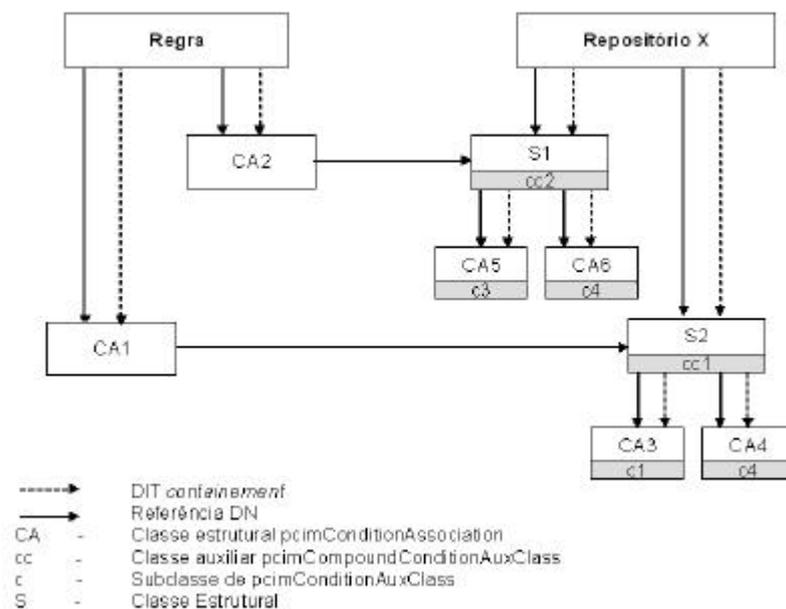 Regra
Repositório X
CA2
S1
cc2
CA5
c3
CA6
c4
CA1
S2
cc1
CA3
c1
CA4
c4
DIT containement
Referência DN
CA - Classe estrutural pcimConditionAssociation
cc - Classe auxiliar pcimCompoundConditionAuxClass
c - Subclasse de pcimConditionAuxClass
S - Classe Estrutural